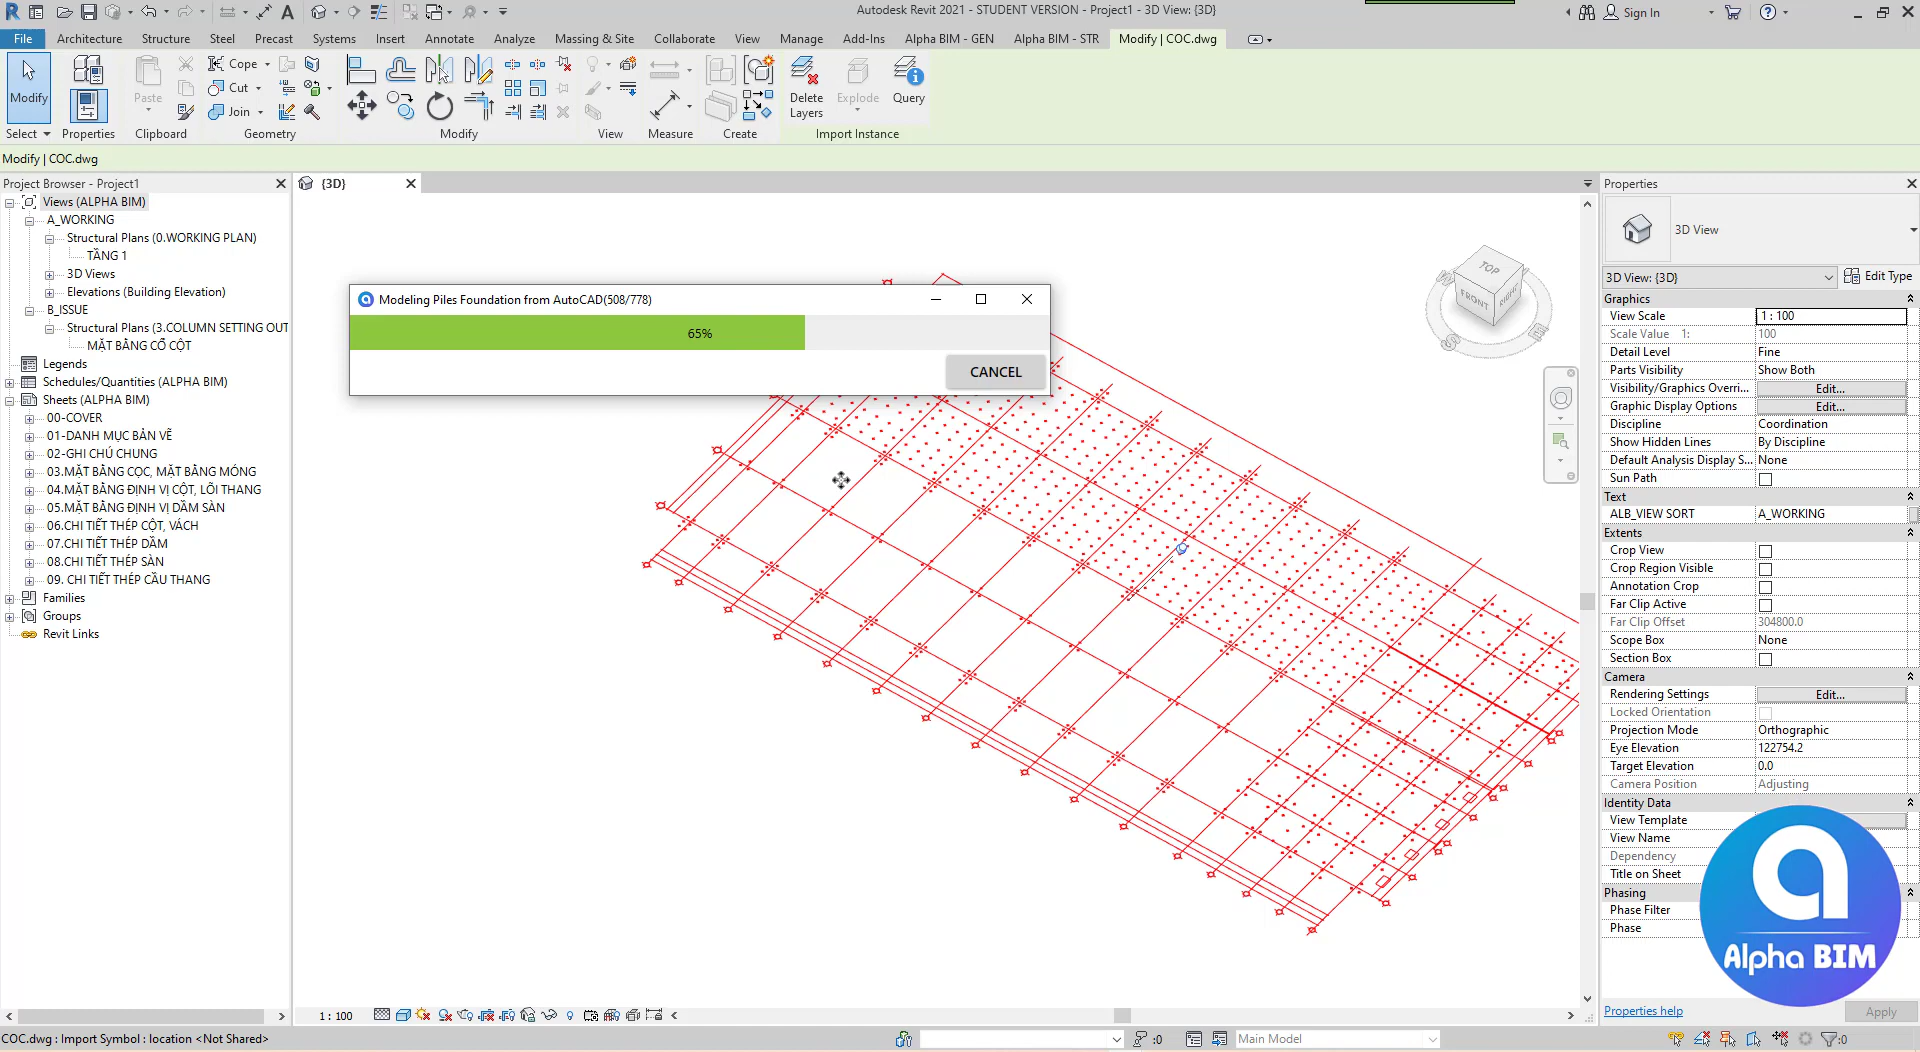 Autodesk Revit 2021 - STUDENT VERSION - Project1 - 3D View: {3D}
Sign In
File Architecture Structure Steel Precast Systems Insert Annotate Analyze Massing & Site Collaborate View Manage Add-Ins Alpha BIM - GEN Alpha BIM - STR Modify | COC.dwg
Modify
Paste
Cope
Cut
Join
Delete Layers
Explode
Query
Select
Properties
Clipboard
Geometry
Modify
View
Measure
Create
Import Instance
Modify | COC.dwg
Project Browser - Project1
Views (ALPHA BIM)
A_WORKING
Structural Plans (0.WORKING PLAN)
TẦNG 1
3D Views
Elevations (Building Elevation)
B_ISSUE
Structural Plans (3.COLUMN SETTING OUT
MẶT BẰNG CỔ CỘT
Legends
Schedules/Quantities (ALPHA BIM)
Sheets (ALPHA BIM)
00-COVER
01-DANH MỤC BẢN VẼ
02-GHI CHÚ CHUNG
03.MẶT BẰNG CỌC, MẶT BẰNG MÓNG
04.MẶT BẰNG ĐỊNH VỊ CỘT, LÕI THANG
05.MẶT BẰNG ĐỊNH VỊ DẦM SÀN
06.CHI TIẾT THÉP CỘT, VÁCH
07.CHI TIẾT THÉP DẦM
08.CHI TIẾT THÉP SÀN
09. CHI TIẾT THÉP CẦU THANG
Families
Groups
Revit Links
{3D}
Modeling Piles Foundation from AutoCAD(508/778)
65%
CANCEL
TOP
FRONT
RIGHT
W
S
E
Properties
3D View
3D View: {3D}
Edit Type
Graphics
View Scale 1 : 100
Scale Value 1: 100
Detail Level Fine
Parts Visibility Show Both
Visibility/Graphics Overri... Edit...
Graphic Display Options Edit...
Discipline Coordination
Show Hidden Lines By Discipline
Default Analysis Display S... None
Sun Path
Text
ALB_VIEW SORT A_WORKING
Extents
Crop View
Crop Region Visible
Annotation Crop
Far Clip Active
Far Clip Offset 304800.0
Scope Box None
Section Box
Camera
Rendering Settings Edit...
Locked Orientation
Projection Mode Orthographic
Eye Elevation 122754.2
Target Elevation 0.0
Camera Position Adjusting
Identity Data
View Template
View Name
Dependency
Title on Sheet
Phasing
Phase Filter
Phase
Alpha BIM
Properties help
Apply
1 : 100
COC.dwg : Import Symbol : location <Not Shared>
:0
Main Model
:0